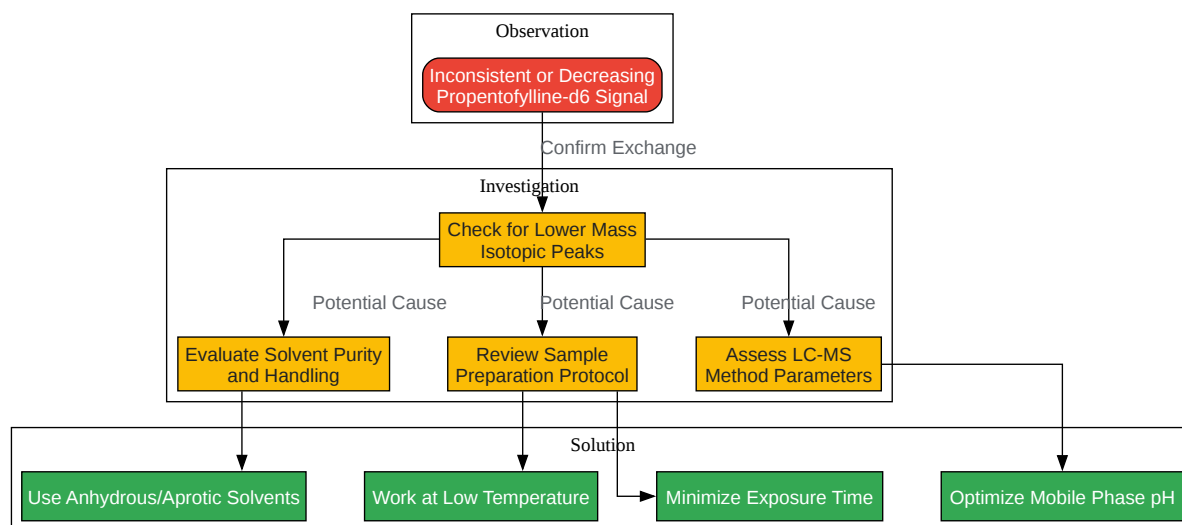 Observation
Inconsistent or Decreasing
Propentofylline-d6 Signal
Confirm Exchange
Investigation
Check for Lower Mass
Isotopic Peaks
Potential Cause
Potential Cause
Potential Cause
Evaluate Solvent Purity
and Handling
Review Sample
Preparation Protocol
Assess LC-MS
Method Parameters
Solution
Use Anhydrous/Aprotic Solvents
Work at Low Temperature
Minimize Exposure Time
Optimize Mobile Phase pH